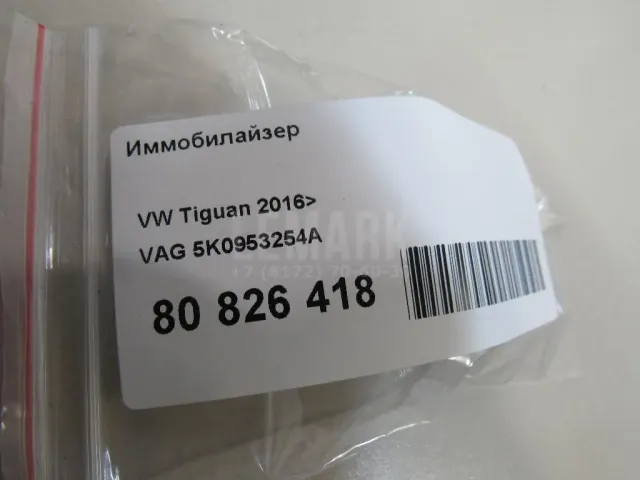 Иммобилайзер
VW Tiguan 2016>
VAG 5K0953254A
80 826 418